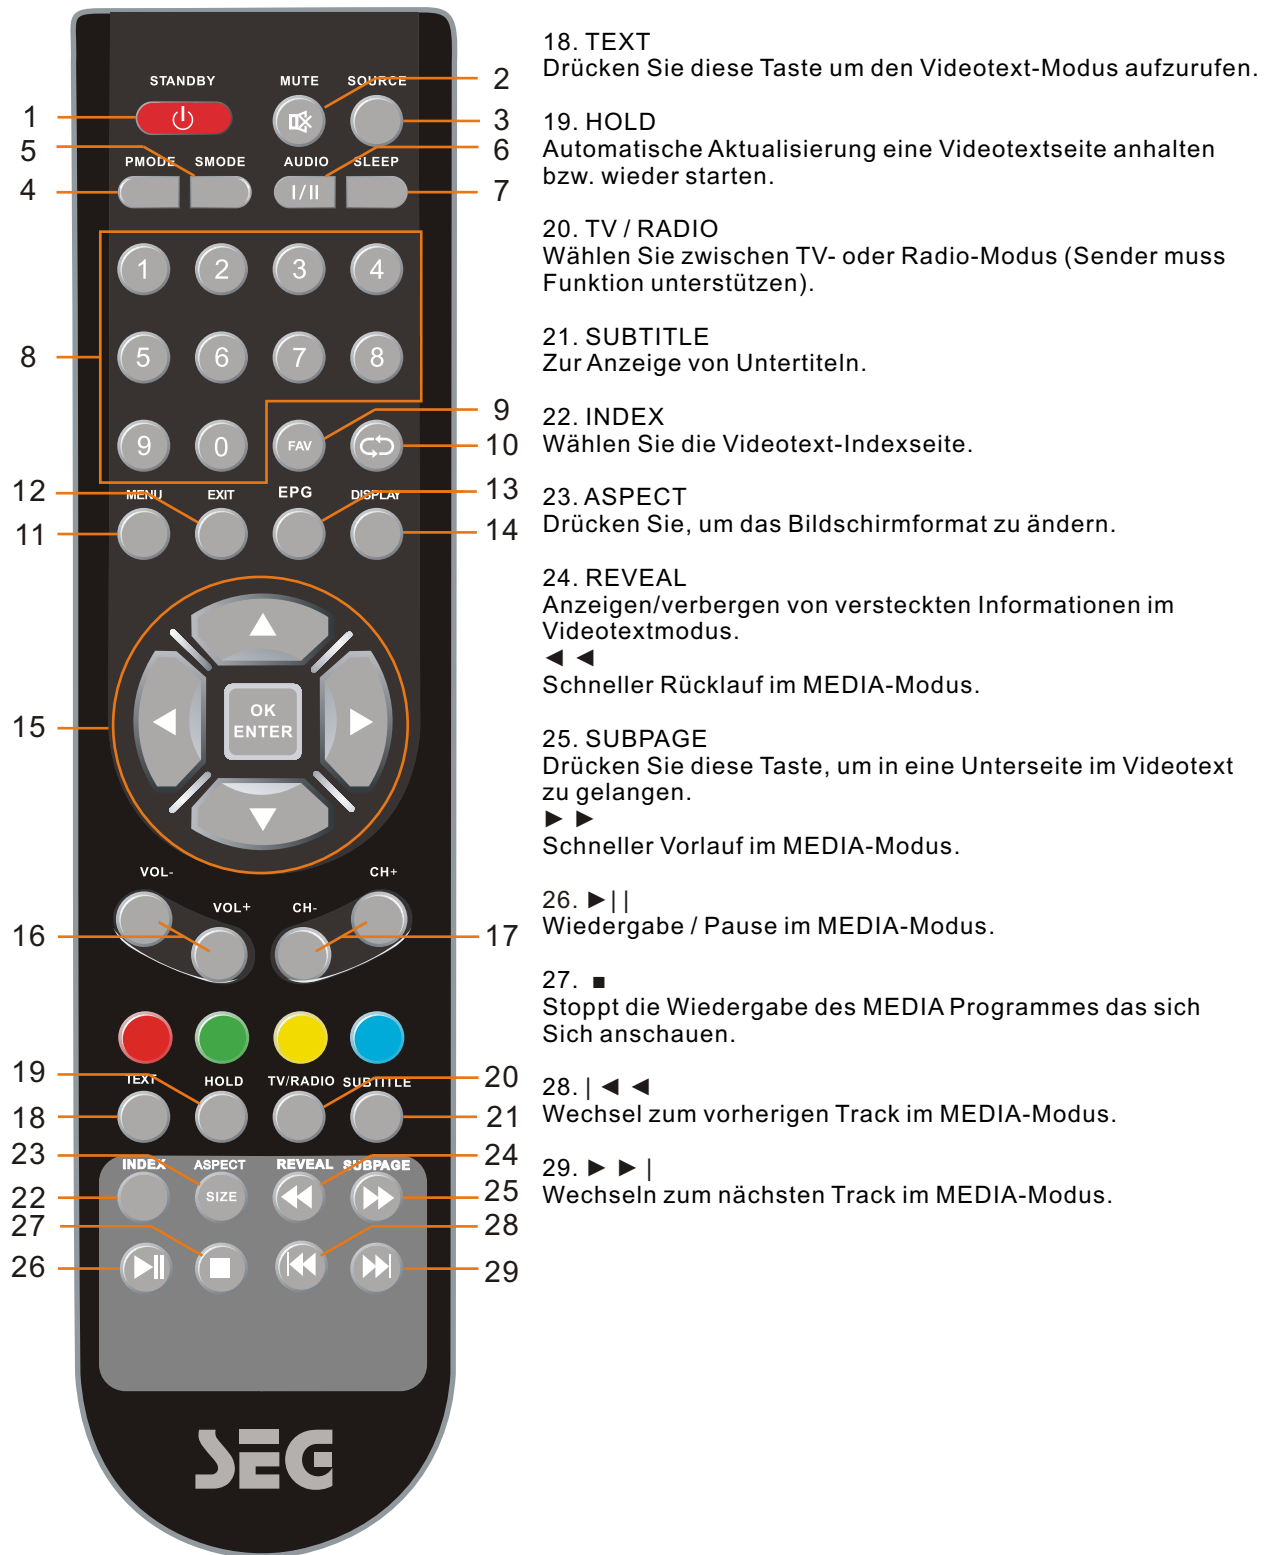 STANDBY MUTE SOURCE
1
2
3
5
PMODE SMODE AUDIO SLEEP
6
4
I/II
7
1 2 3 4
8
5 6 7 8
9 0 FAV
9
10
12
MENU EXIT EPG DISPLAY
13
11
14
15
OK
ENTER
VOL- CH+
VOL+ CH-
16
17
19
TEXT HOLD TV/RADIO SUBTITLE
20
18
21
23
INDEX ASPECT REVEAL SUBPAGE
24
22
SIZE
25
27
28
26
29
SEG
18. TEXT
Drücken Sie diese Taste um den Videotext-Modus aufzurufen.
19. HOLD
Automatische Aktualisierung eine Videotextseite anhalten
bzw. wieder starten.
20. TV / RADIO
Wählen Sie zwischen TV- oder Radio-Modus (Sender muss
Funktion unterstützen).
21. SUBTITLE
Zur Anzeige von Untertiteln.
22. INDEX
Wählen Sie die Videotext-Indexseite.
23. ASPECT
Drücken Sie, um das Bildschirmformat zu ändern.
24. REVEAL
Anzeigen/verbergen von versteckten Informationen im
Videotextmodus.
◄ ◄
Schneller Rücklauf im MEDIA-Modus.
25. SUBPAGE
Drücken Sie diese Taste, um in eine Unterseite im Videotext
zu gelangen.
► ►
Schneller Vorlauf im MEDIA-Modus.
26. ►||
Wiedergabe / Pause im MEDIA-Modus.
27. ■
Stoppt die Wiedergabe des MEDIA Programmes das sich
Sich anschauen.
28. | ◄ ◄
Wechsel zum vorherigen Track im MEDIA-Modus.
29. ► ► |
Wechseln zum nächsten Track im MEDIA-Modus.